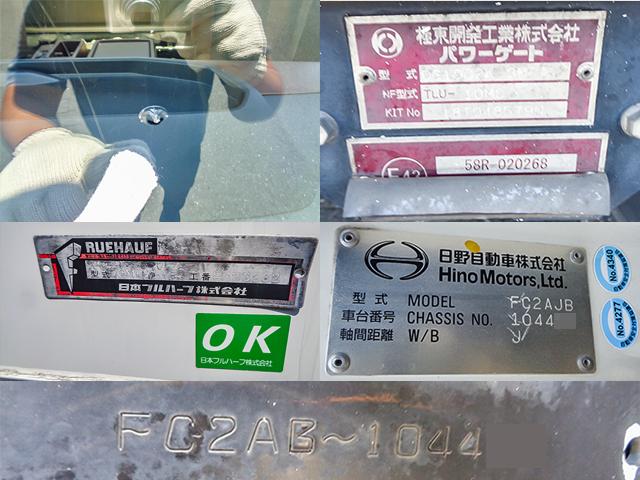 極東開発工業株式会社
パワーゲート
型 式
NF型式 TLU-
KIT No
58R-020268
E43
RUEHAUF
型式 工番
日本フルハーフ株式会社
OK
日本フルハーフ株式会社
日野自動車株式会社
Hino Motors, Ltd.
型 式 MODEL FC2AJB
車台番号 CHASSIS NO. 1044
軸間距離 W/B
No.4340
No.4277
FC2AB~1044